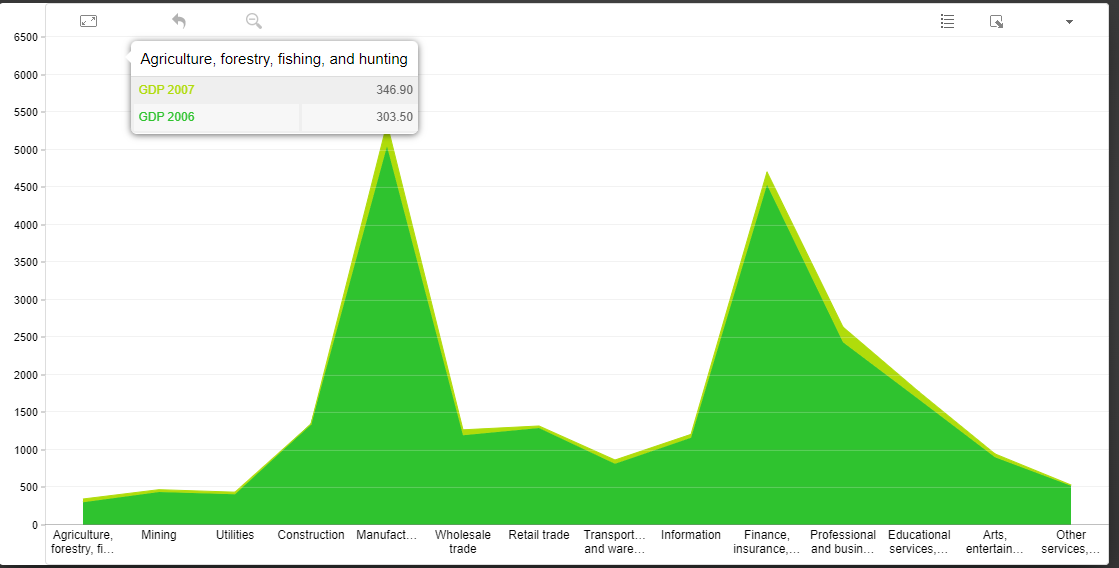 6500
Agriculture, forestry, fishing, and hunting
GDP 2007 346.90
GDP 2006 303.50
6000
5500
5000
4500
4000
3500
3000
2500
2000
1500
1000
500
0
Agriculture, forestry, fi...
Mining
Utilities
Construction
Manufact...
Wholesale trade
Retail trade
Transport... and ware...
Information
Finance, insurance,...
Professional and busin...
Educational services,...
Arts, entertain...
Other services,...